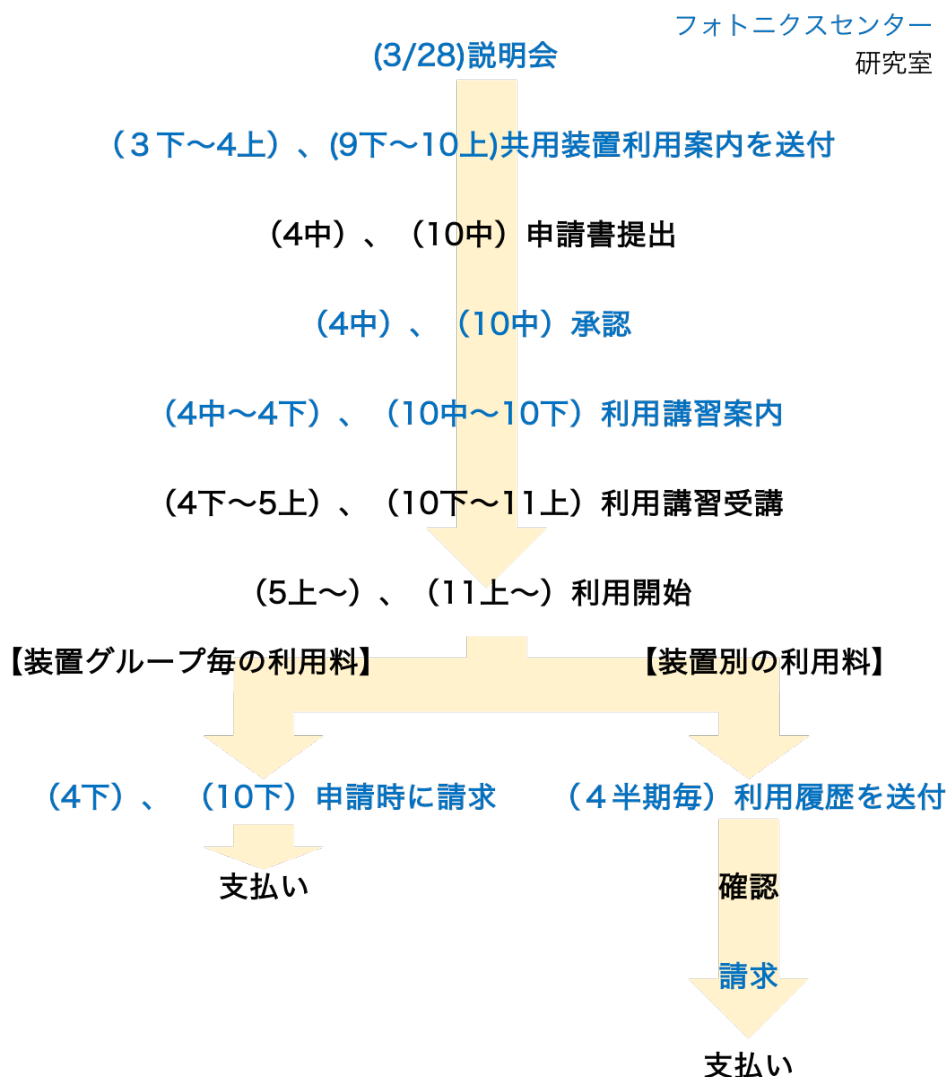 フォトニクスセンター
研究室
(3/28)説明会
（３下〜4上）、(9下〜10上)共用装置利用案内を送付
（4中）、（10中）申請書提出
（4中）、（10中）承認
（4中〜4下）、（10中〜10下）利用講習案内
（4下〜5上）、（10下〜11上）利用講習受講
（5上〜）、（11上〜）利用開始
【装置グループ毎の利用料】
【装置別の利用料】
（4下）、（10下）申請時に請求
（４半期毎）利用履歴を送付
支払い
確認
請求
支払い